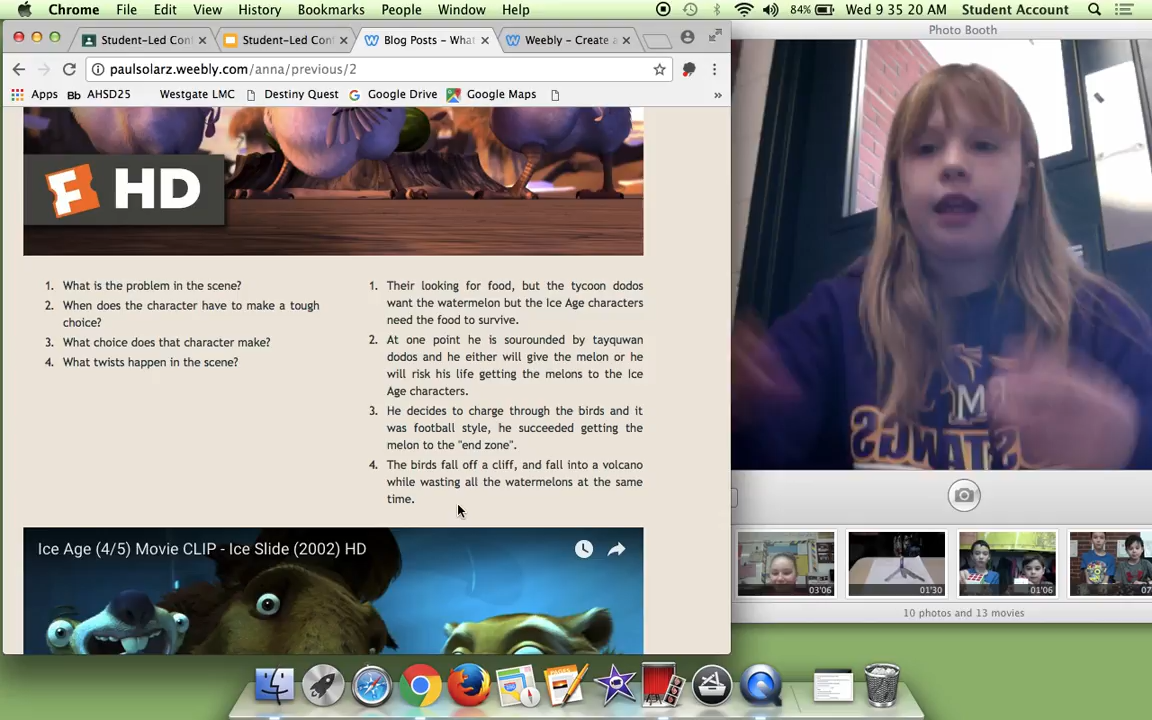 Chrome File Edit View History Bookmarks People Window Help 84% Wed 9 35 20 AM Student Account
Photo Booth
Student-Led Con Student-Led Con Blog Posts - Wha Weebly - Create a
paulsolarz.weebly.com/anna/previous/2
Apps Bb AHSD25 Westgate LMC Destiny Quest Google Drive Google Maps »
F HD
1. What is the problem in the scene?
2. When does the character have to make a tough
choice?
3. What choice does that character make?
4. What twists happen in the scene?
1. Their looking for food, but the tycoon dodos
want the watermelon but the Ice Age characters
need the food to survive.
2. At one point he is sourounded by tayquwan
dodos and he either will give the melon or he
will risk his life getting the melons to the Ice
Age characters.
3. He decides to charge through the birds and it
was football style, he succeeded getting the
melon to the "end zone".
4. The birds fall off a cliff, and fall into a volcano
while wasting all the watermelons at the same
time.
Ice Age (4/5) Movie CLIP - Ice Slide (2002) HD
M
STANGS
03'06 01'30 01'06 07
10 photos and 13 movies